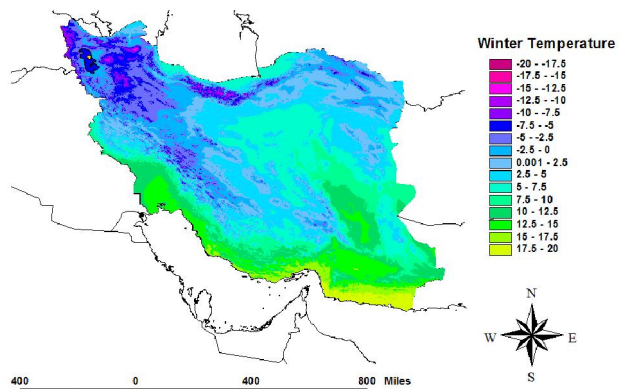 Winter Temperature
-20 - -17.5
-17.5 - -15
-15 - -12.5
-12.5 - -10
-10 - -7.5
-7.5 - -5
-5 - -2.5
-2.5 - 0
0.001 - 2.5
2.5 - 5
5 - 7.5
7.5 - 10
10 - 12.5
12.5 - 15
15 - 17.5
17.5 - 20
N
W E
S
400 0 400 800 Miles